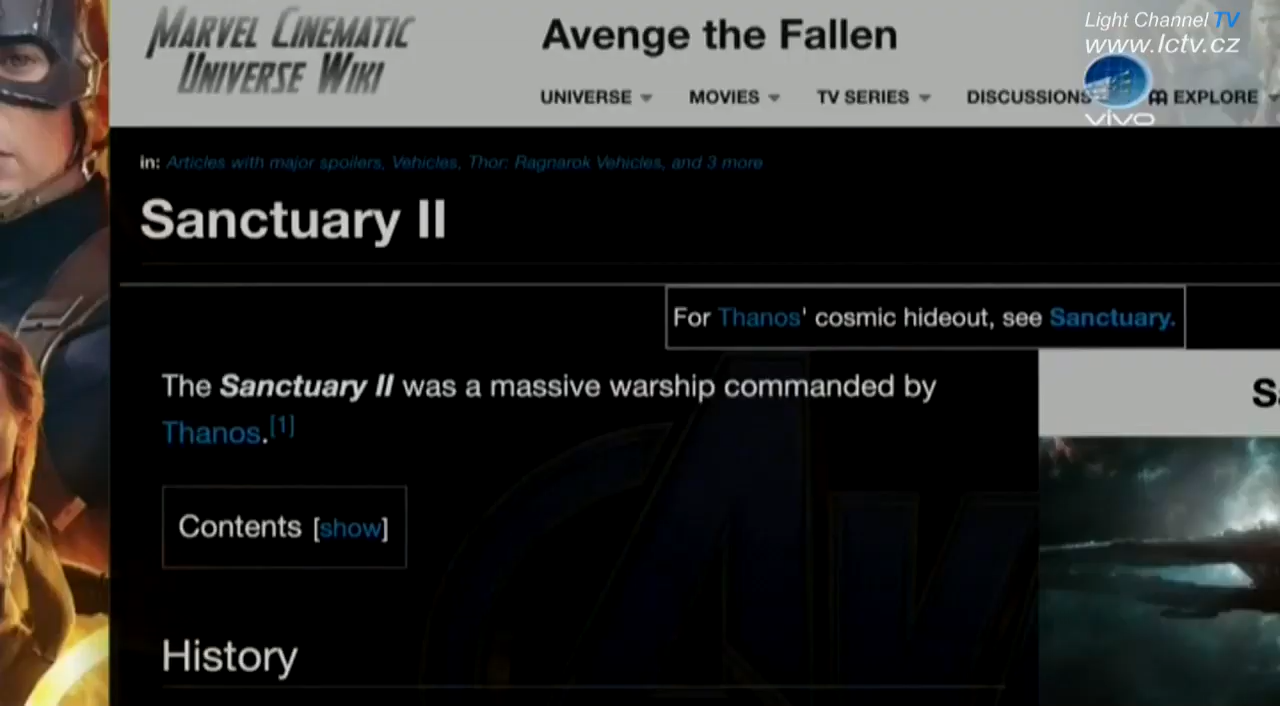 Light Channel TV
www.lctv.cz
MARVEL CINEMATIC
UNIVERSE WIKI
Avenge the Fallen
UNIVERSE MOVIES TV SERIES DISCUSSIONS EXPLORE
vivo
in: Articles with major spoilers, Vehicles, Thor: Ragnarok Vehicles, and 3 more
Sanctuary II
For Thanos' cosmic hideout, see Sanctuary.
The Sanctuary II was a massive warship commanded by
Thanos.[1]
Contents [show]
History